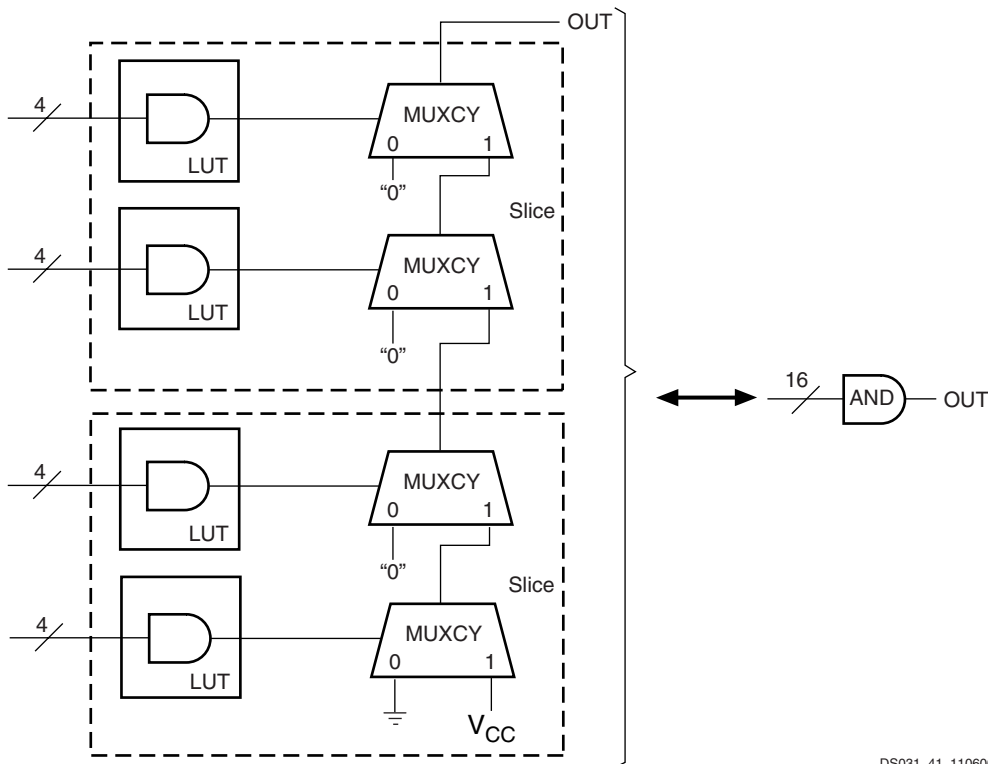 OUT
4
LUT
MUXCY
0 1
“0”
Slice
4
LUT
MUXCY
0 1
“0”
16
AND
OUT
4
LUT
MUXCY
0 1
“0”
Slice
4
LUT
MUXCY
0 1
VCC